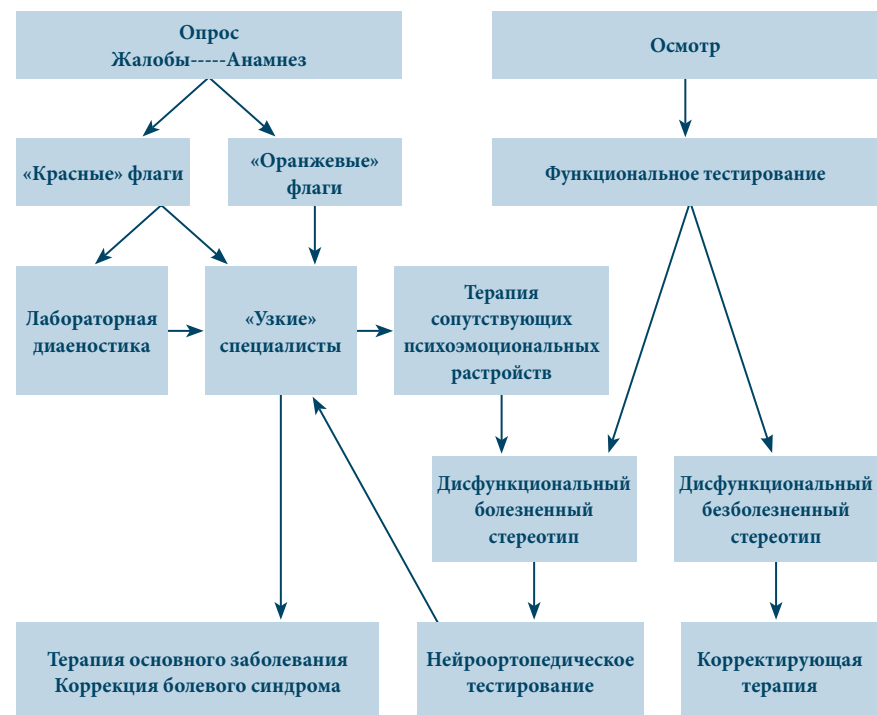 Опрос
Жалобы-----Анамнез
Осмотр
«Красные» флаги
«Оранжевые»
флаги
Функциональное тестирование
Лабораторная
диаеностика
«Узкие»
специалисты
Терапия
сопутствующих
психоэмоциональных
растройств
Дисфункциональный
болезненный
стереотип
Дисфункциональный
безболезненный
стереотип
Терапия основного заболевания
Коррекция болевого синдрома
Нейроортопедическое
тестирование
Корректирующая
терапия